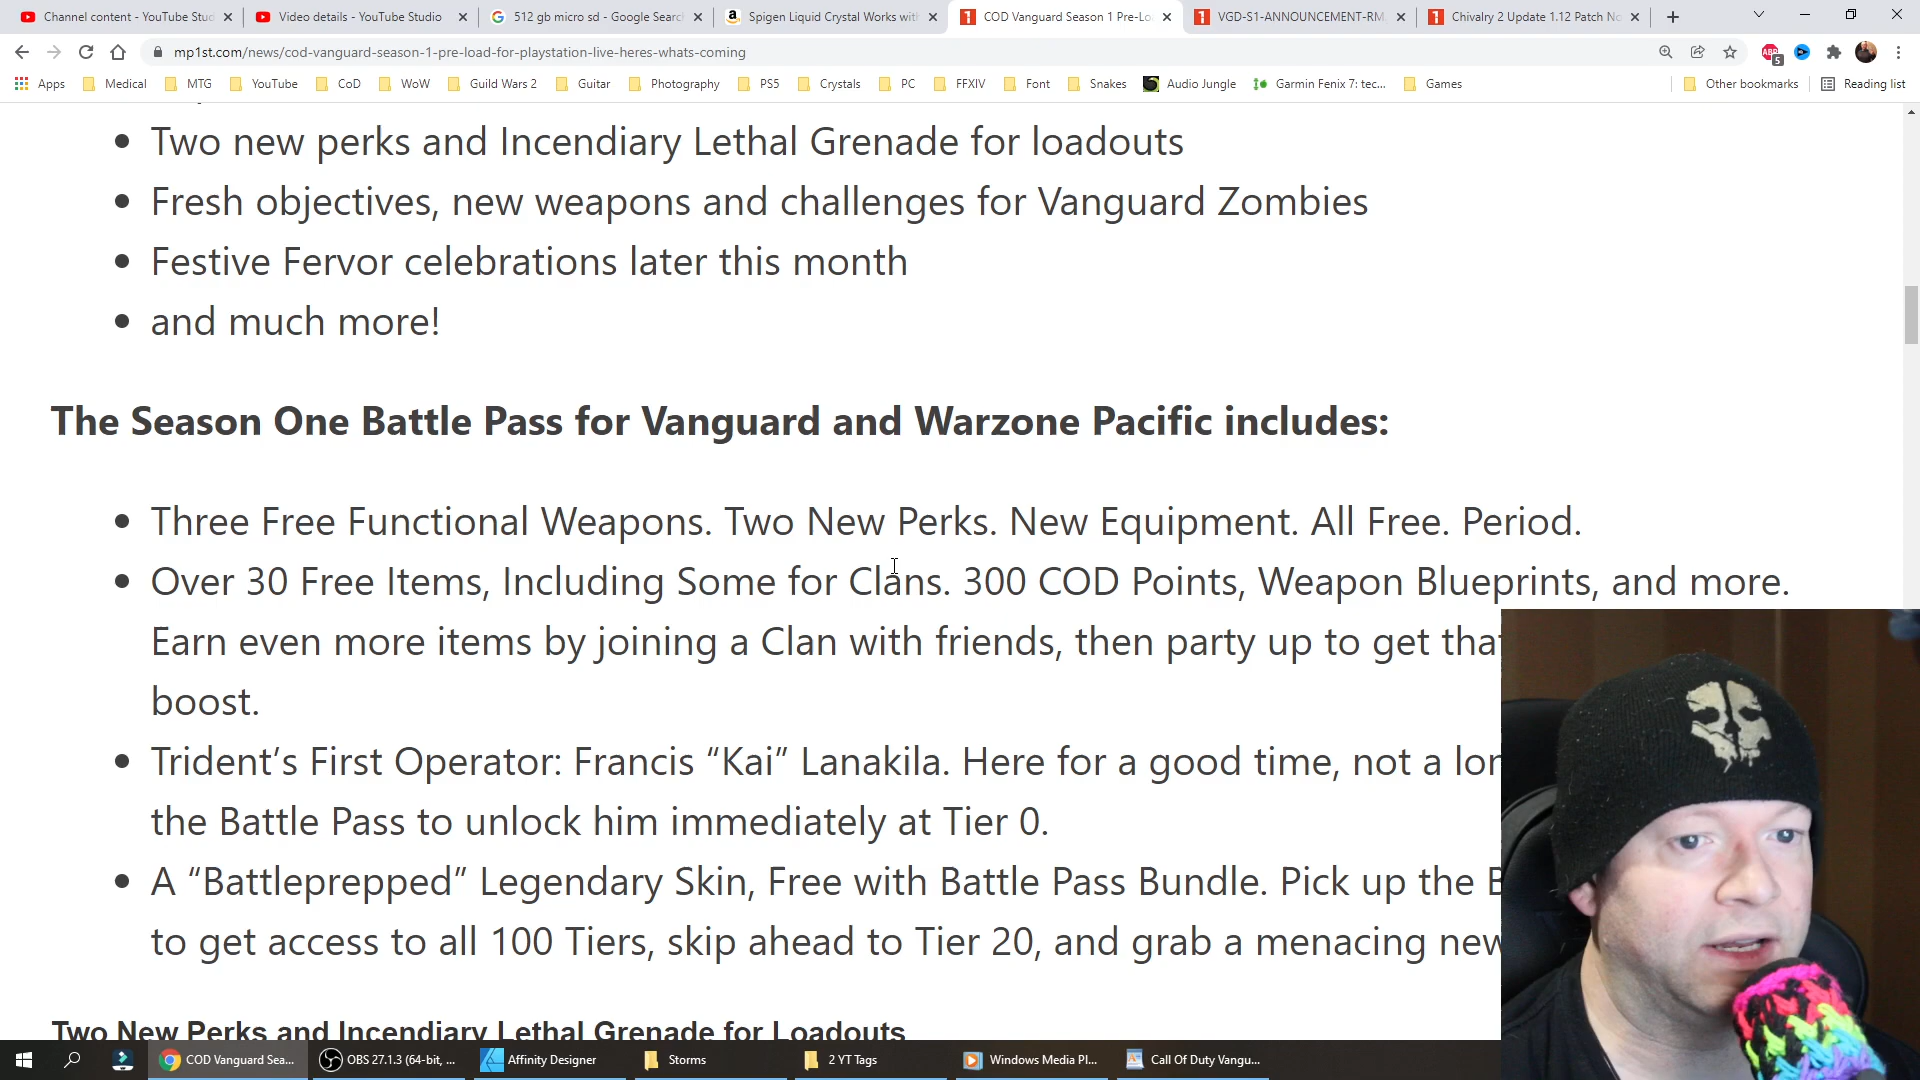 Channel content - YouTube Stud
Video details - YouTube Studio
512 gb micro sd - Google Search
Spigen Liquid Crystal Works with
COD Vanguard Season 1 Pre-Lo
VGD-S1-ANNOUNCEMENT-RM
Chivalry 2 Update 1.12 Patch No
mp1st.com/news/cod-vanguard-season-1-pre-load-for-playstation-live-heres-whats-coming
ABP
5
Apps
Medical
MTG
YouTube
CoD
WoW
Guild Wars 2
Guitar
Photography
PS5
Crystals
PC
FFXIV
Font
Snakes
Audio Jungle
Garmin Fenix 7: tec...
Games
Other bookmarks
Reading list
• Two new perks and Incendiary Lethal Grenade for loadouts
• Fresh objectives, new weapons and challenges for Vanguard Zombies
• Festive Fervor celebrations later this month
• and much more!
The Season One Battle Pass for Vanguard and Warzone Pacific includes:
• Three Free Functional Weapons. Two New Perks. New Equipment. All Free. Period.
• Over 30 Free Items, Including Some for Clans. 300 COD Points, Weapon Blueprints, and more.
Earn even more items by joining a Clan with friends, then party up to get tha
boost.
• Trident’s First Operator: Francis “Kai” Lanakila. Here for a good time, not a lon
the Battle Pass to unlock him immediately at Tier 0.
• A “Battleprepped” Legendary Skin, Free with Battle Pass Bundle. Pick up the B
to get access to all 100 Tiers, skip ahead to Tier 20, and grab a menacing new
Two New Perks and Incendiary Lethal Grenade for Loadouts
COD Vanguard Sea...
OBS 27.1.3 (64-bit, ...
Affinity Designer
Storms
2 YT Tags
Windows Media Pl...
Call Of Duty Vangu...